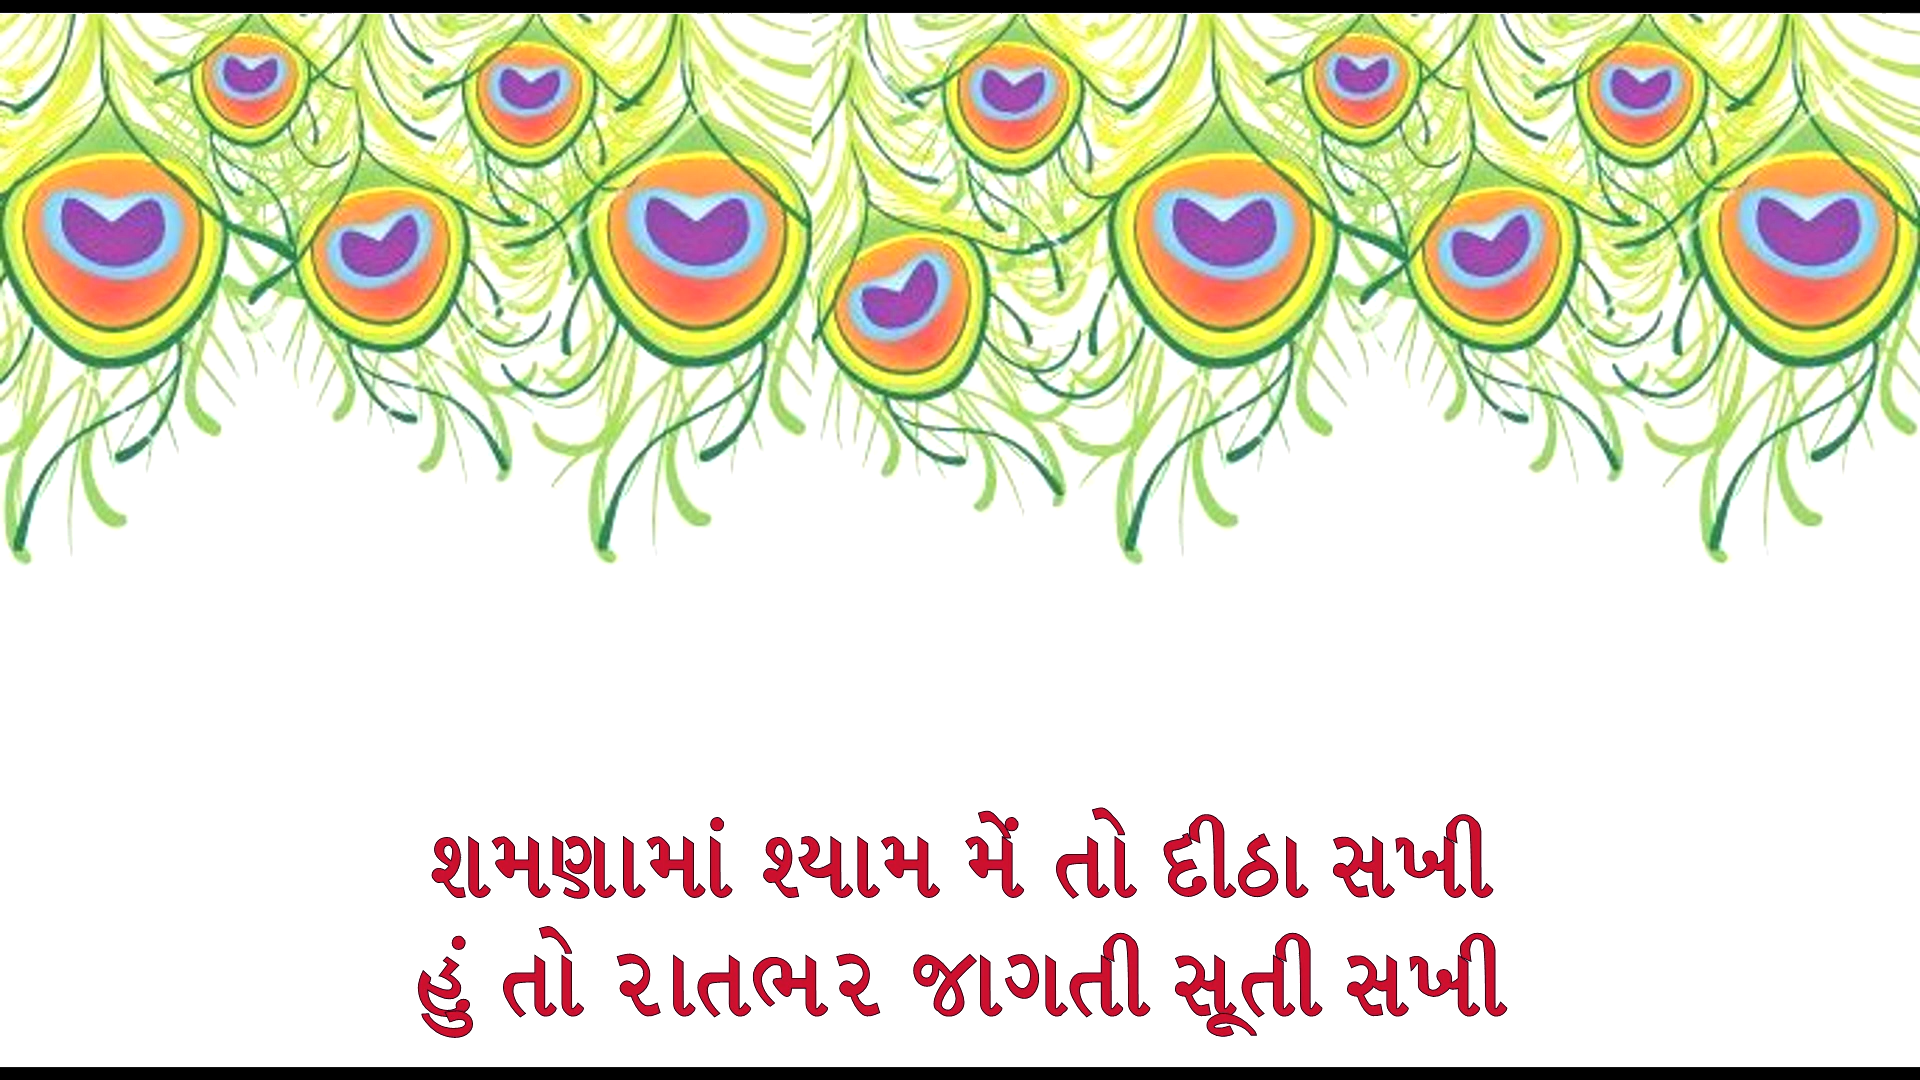 શમણામાં શ્યામ મેં તો દીઠા સખી
હું તો રાતભર જાગતી સૂતી સખી